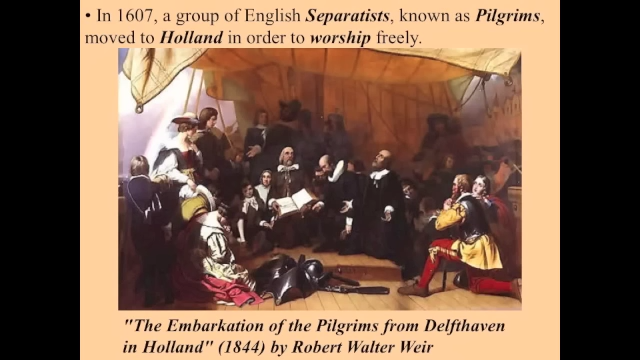 • In 1607, a group of English Separatists, known as Pilgrims,
moved to Holland in order to worship freely.
"The Embarkation of the Pilgrims from Delfthaven
in Holland" (1844) by Robert Walter Weir